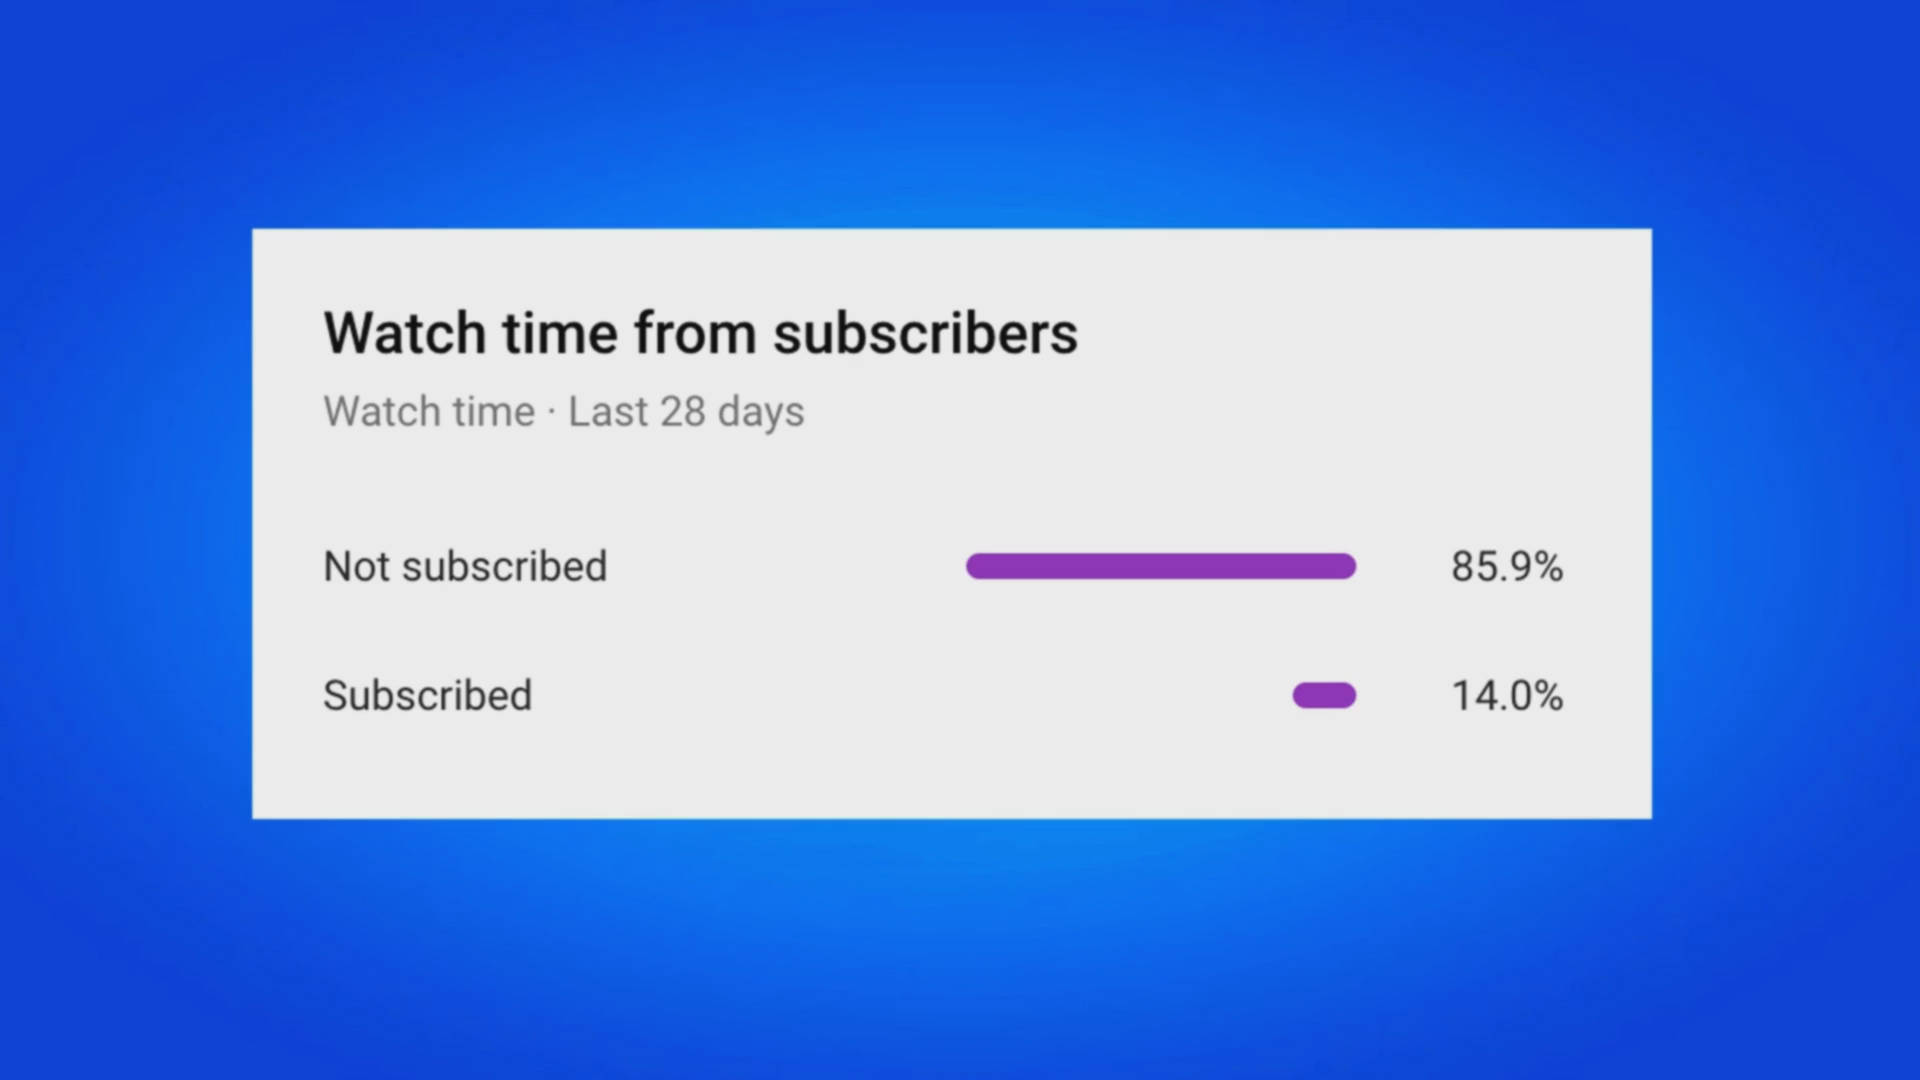 Watch time from subscribers
Watch time · Last 28 days
Not subscribed 85.9%
Subscribed 14.0%